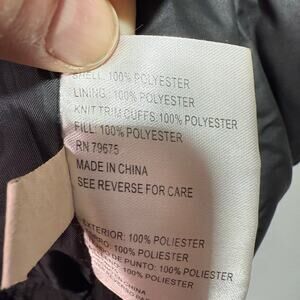 SHELL: 100% POLYESTER
LINING: 100% POLYESTER
KNIT TRIM CUFFS: 100% POLYESTER
FILL: 100% POLYESTER
RN 79675
MADE IN CHINA
SEE REVERSE FOR CARE
EXTERIOR: 100% POLIESTER
100% POLIESTER
DE PUNTO: 100% POLIESTER
100% POLIESTER
CHINA